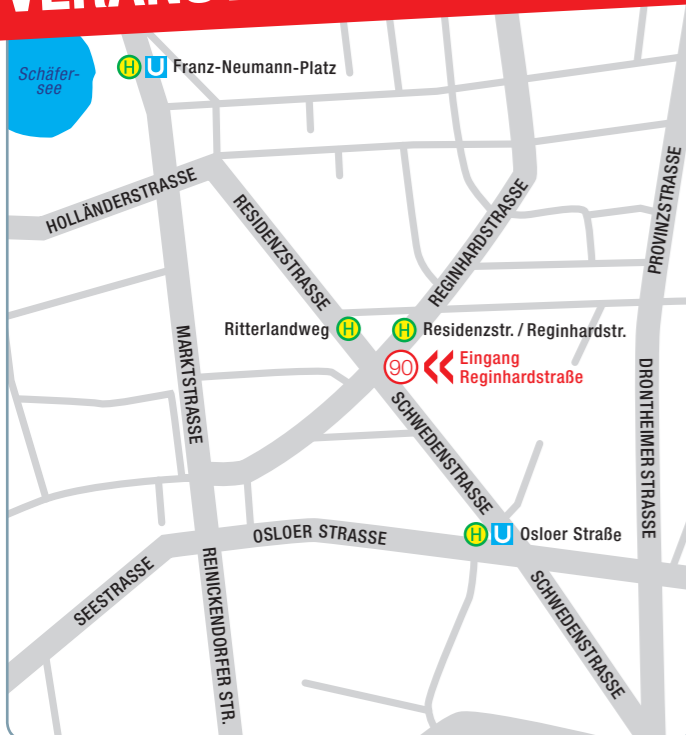 Schäfer-
see
H U Franz-Neumann-Platz
HOLLÄNDERSTRASSE
RESIDENZSTRASSE
REGINHARDSTRASSE
PROVINZSTRASSE
Ritterlandweg H
H Residenzstr. / Reginhardstr.
90
Eingang
Reginhardstraße
MARKTSTRASSE
SCHWEDENSTRASSE
DRONTHEIMER STRASSE
OSLOER STRASSE
H U Osloer Straße
SEESTRASSE
REINICKENDORFER STR.
SCHWEDENSTRASSE